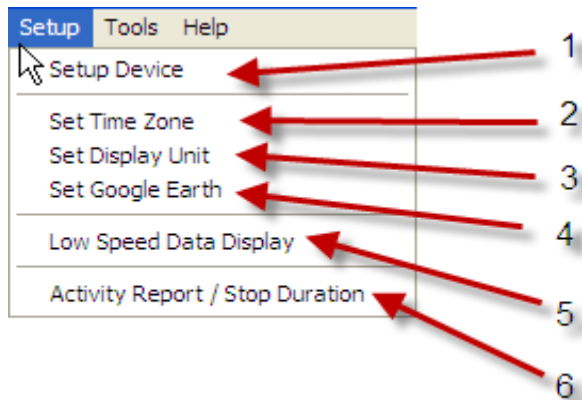 Setup Tools Help
Setup Device 1
Set Time Zone 2
Set Display Unit 3
Set Google Earth 4
Low Speed Data Display 5
Activity Report / Stop Duration 6